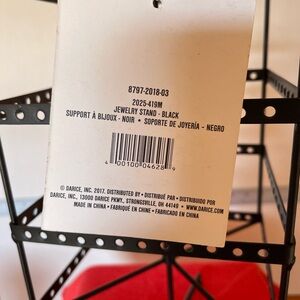 8797-2018-03
2025-419M
JEWELRY STAND - BLACK
SUPPORT À BIJOUX - NOIR • SOPORTE DE JOYERÍA - NEGRO
4 00100 04628 9
© DARICE, INC. 2017. DISTRIBUTED BY • DISTRIBUÉ PAR • DISTRIBUIDO POR
DARICE, INC., 13000 DARICE PKWY., STRONGSVILLE, OH 44149 • WWW.DARICE.COM
MADE IN CHINA • FABRIQUÉ EN CHINE • FABRICADO EN CHINA